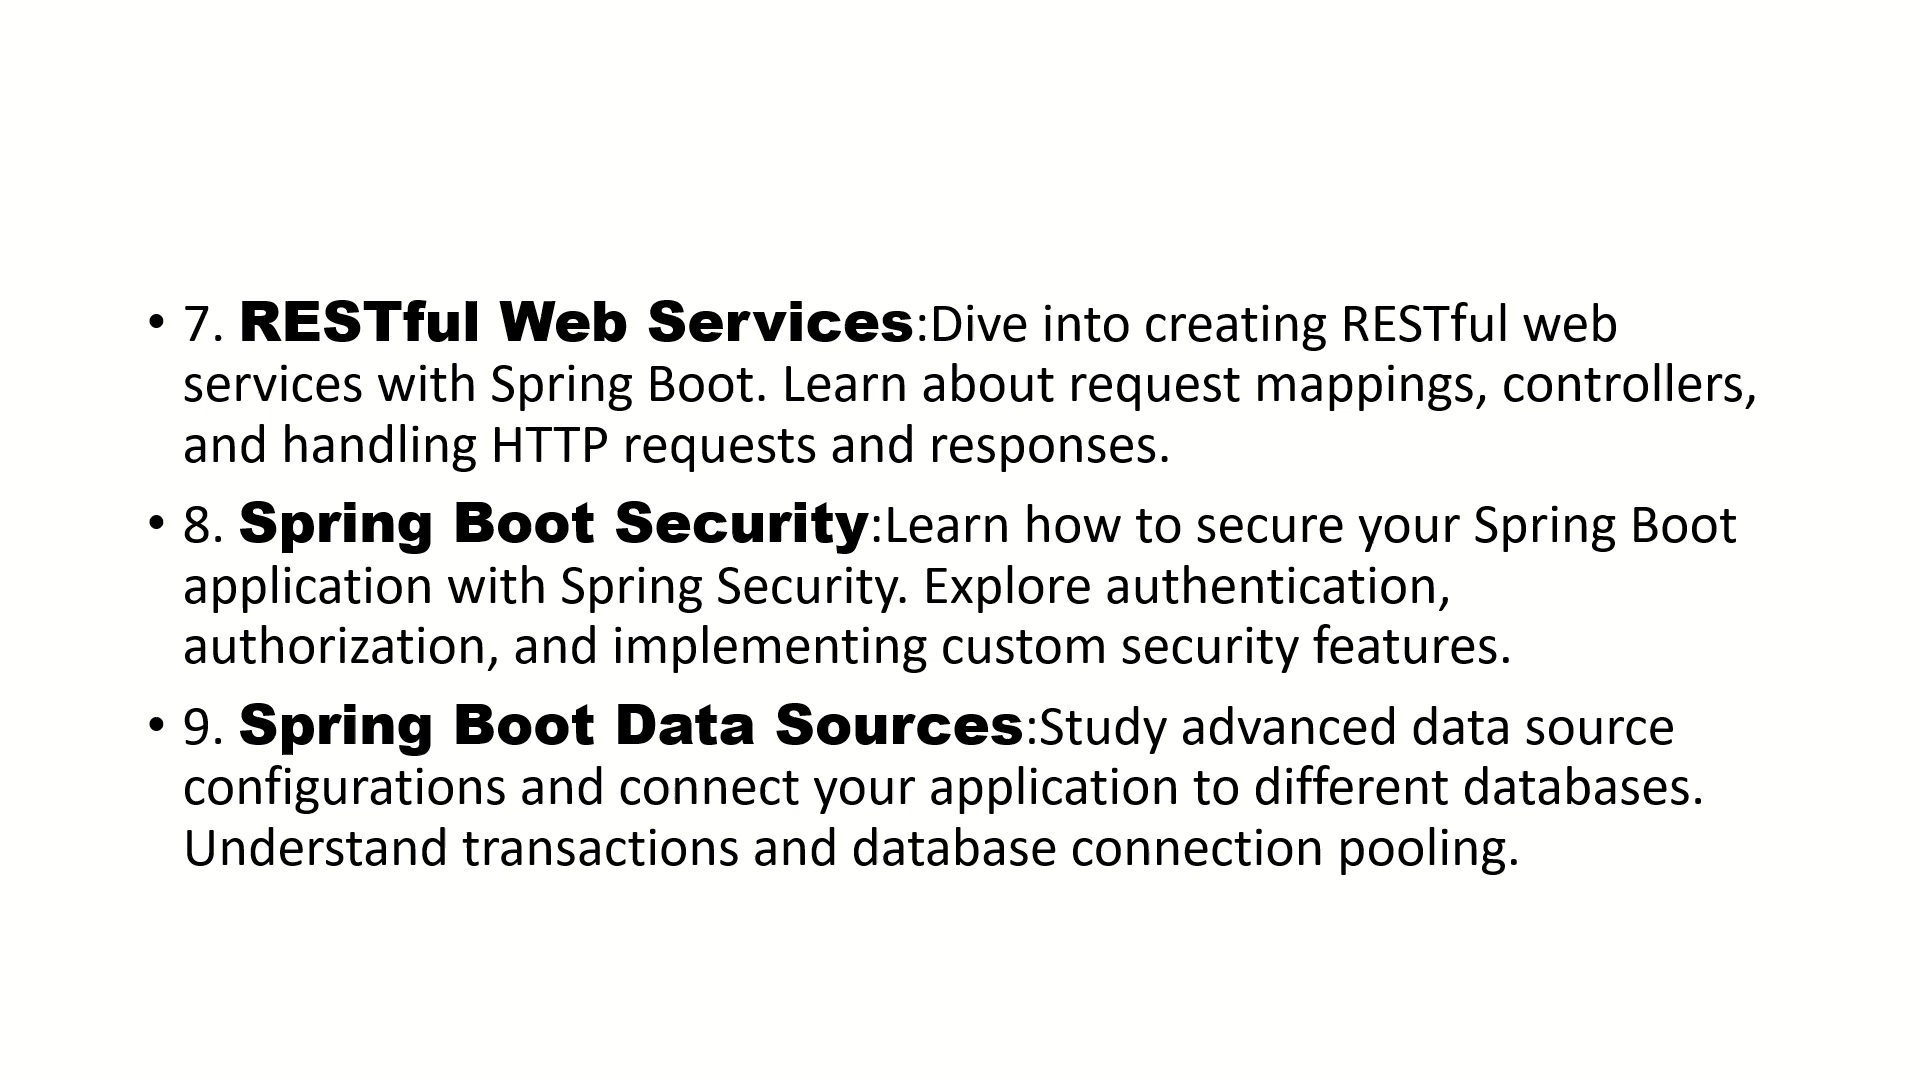 • 7. RESTful Web Services:Dive into creating RESTful web
services with Spring Boot. Learn about request mappings, controllers,
and handling HTTP requests and responses.
• 8. Spring Boot Security:Learn how to secure your Spring Boot
application with Spring Security. Explore authentication,
authorization, and implementing custom security features.
• 9. Spring Boot Data Sources:Study advanced data source
configurations and connect your application to different databases.
Understand transactions and database connection pooling.